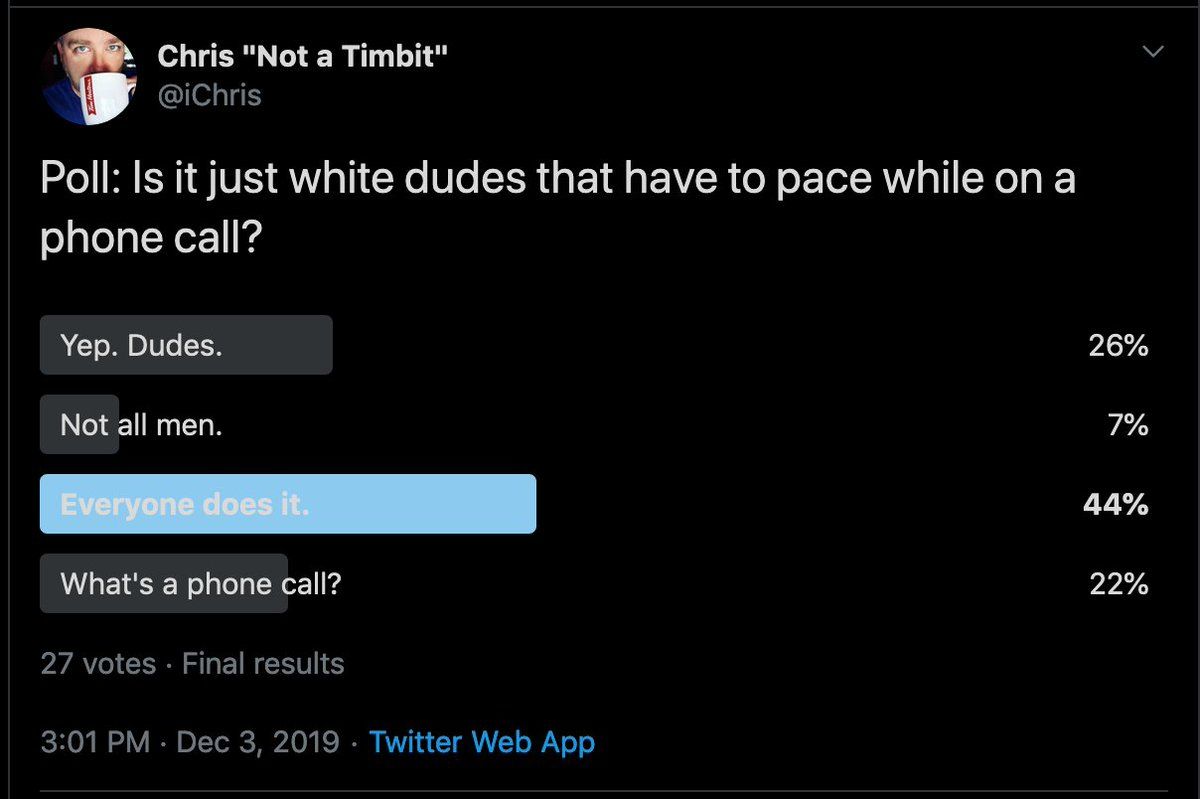 Chris "Not a Timbit"
@iChris
Poll: Is it just white dudes that have to pace while on a
phone call?
Yep. Dudes. 26%
Not all men. 7%
Everyone does it. 44%
What's a phone call? 22%
27 votes · Final results
3:01 PM · Dec 3, 2019 · Twitter Web App